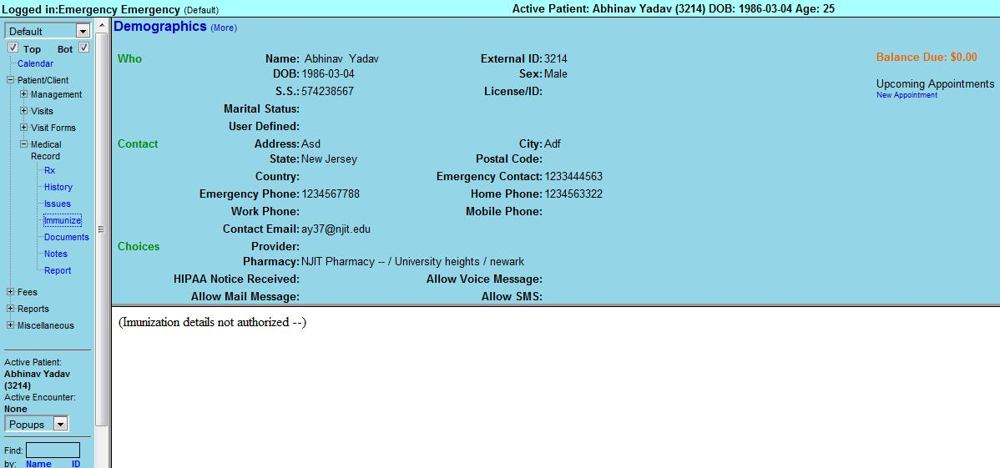 Logged in:Emergency Emergency (Default)
Active Patient: Abhinav Yadav (3214) DOB: 1986-03-04 Age: 25
Default
Top Bot
Calendar
Patient/Client
Management
Visits
Visit Forms
Medical
Record
Rx
History
Issues
Immunize
Documents
Notes
Report
Fees
Reports
Miscellaneous
Active Patient:
Abhinav Yadav
(3214)
Active Encounter:
None
Popups
Find:
by: Name ID
Demographics (More)
Who Name: Abhinav Yadav External ID: 3214
DOB: 1986-03-04 Sex: Male
S.S.: 574238567 License/ID:
Marital Status:
User Defined:
Contact Address: Asd City: Adf
State: New Jersey Postal Code:
Country: Emergency Contact: 1233444563
Emergency Phone: 1234567788 Home Phone: 1234563322
Work Phone: Mobile Phone:
Contact Email: ay37@njit.edu
Choices Provider:
Pharmacy: NJIT Pharmacy -- / University heights / newark
HIPAA Notice Received: Allow Voice Message:
Allow Mail Message: Allow SMS:
Balance Due: $0.00
Upcoming Appointments
New Appointment
(Imunization details not authorized --)